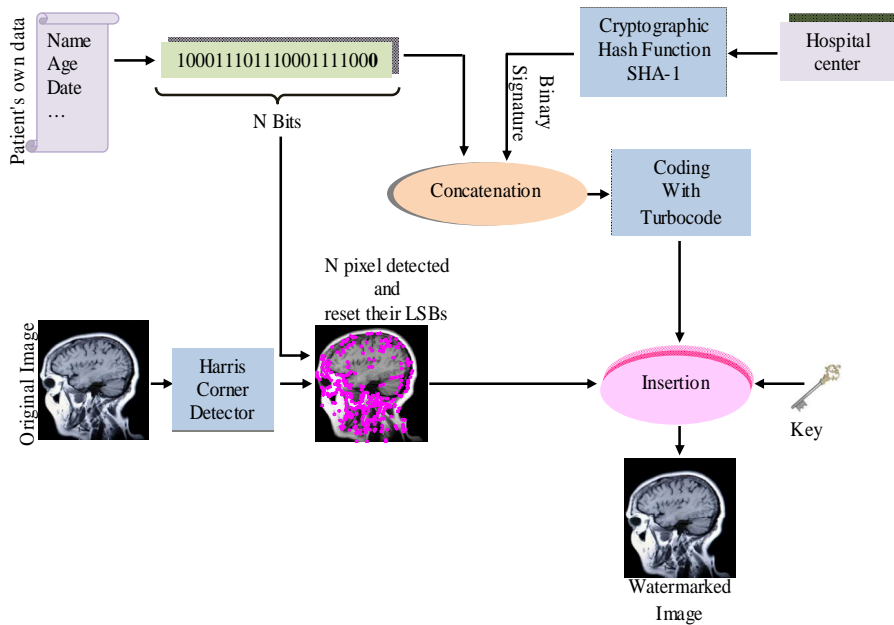 Patient's own data
Name
Age
Date
…
100011101110001111000
N Bits
Binary
Signature
Cryptographic
Hash Function
SHA-1
Hospital
center
Concatenation
Coding
With
Turbocode
N pixel detected
and
reset their LSBs
Original Image
Harris
Corner
Detector
Insertion
Key
Watermarked
Image